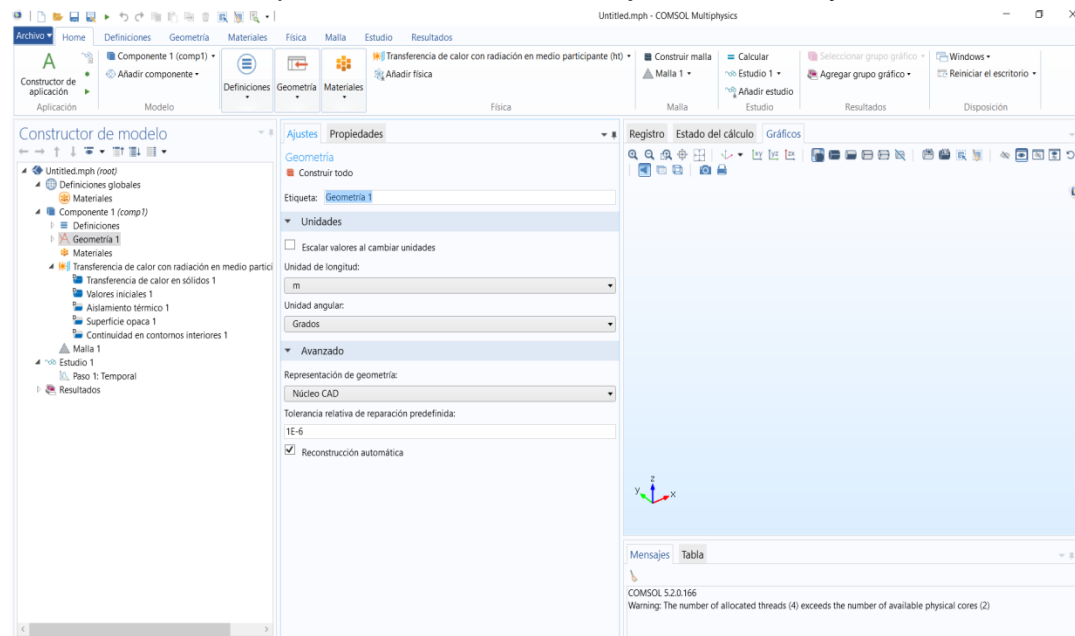 Untitled.mph - COMSOL Multiphysics
Archivo Home Definiciones Geometría Materiales Física Malla Estudio Resultados
A
Constructor de aplicación
Componente 1 (comp1)
Añadir componente
Definiciones
Geometría
Materiales
Transferencia de calor con radiación en medio participante (ht)
Añadir física
Construir malla
Malla 1
Calcular
Estudio 1
Añadir estudio
Seleccionar grupo gráfico
Agregar grupo gráfico
Windows
Reiniciar el escritorio
Aplicación Modelo Física Malla Estudio Resultados Disposición
Constructor de modelo
Untitled.mph (root)
Definiciones globales
Materiales
Componente 1 (comp1)
Definiciones
Geometría 1
Materiales
Transferencia de calor con radiación en medio partici
Transferencia de calor en sólidos 1
Valores iniciales 1
Aislamiento térmico 1
Superficie opaca 1
Continuidad en contornos interiores 1
Malla 1
Estudio 1
Paso 1: Temporal
Resultados
Ajustes Propiedades
Geometría
Construir todo
Etiqueta: Geometría 1
Unidades
Escalar valores al cambiar unidades
Unidad de longitud:
m
Unidad angular:
Grados
Avanzado
Representación de geometría:
Núcleo CAD
Tolerancia relativa de reparación predefinida:
1E-6
Reconstrucción automática
Registro Estado del cálculo Gráficos
xy yz zx
z
y
x
Mensajes Tabla
COMSOL 5.2.0.166
Warning: The number of allocated threads (4) exceeds the number of available physical cores (2)